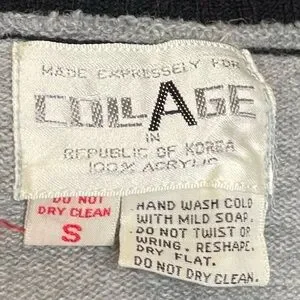 MADE EXPRESSELY FOR
COLLAGE
IN
REPUBLIC OF KOREA
100% ACRYLIC
DO NOT
DRY CLEAN
S
HAND WASH COLD
WITH MILD SOAP.
DO NOT TWIST OR
WRING. RESHAPE.
DRY FLAT.
DO NOT DRY CLEAN.